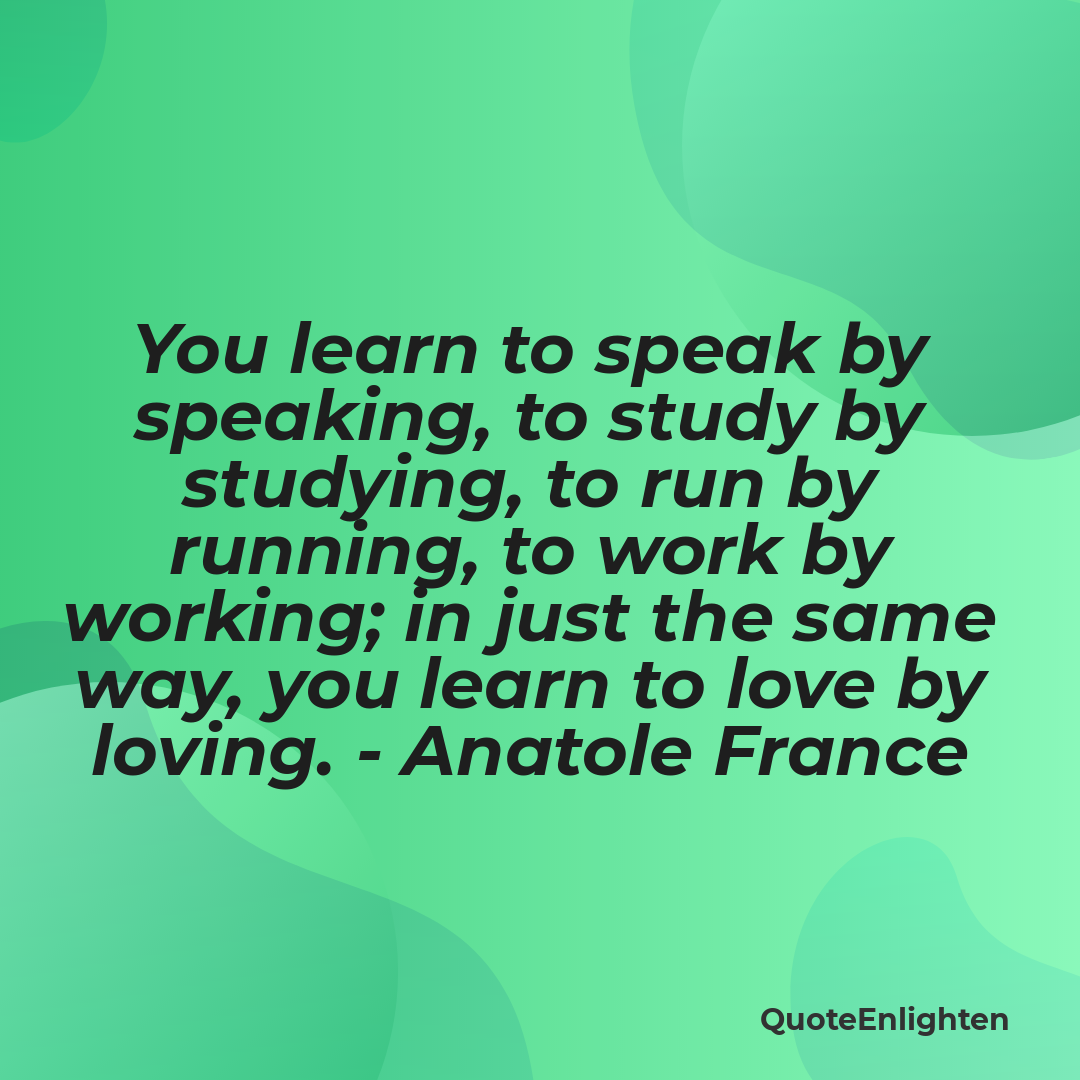 You learn to speak by
speaking, to study by
studying, to run by
running, to work by
working; in just the same
way, you learn to love by
loving. - Anatole France
QuoteEnlighten